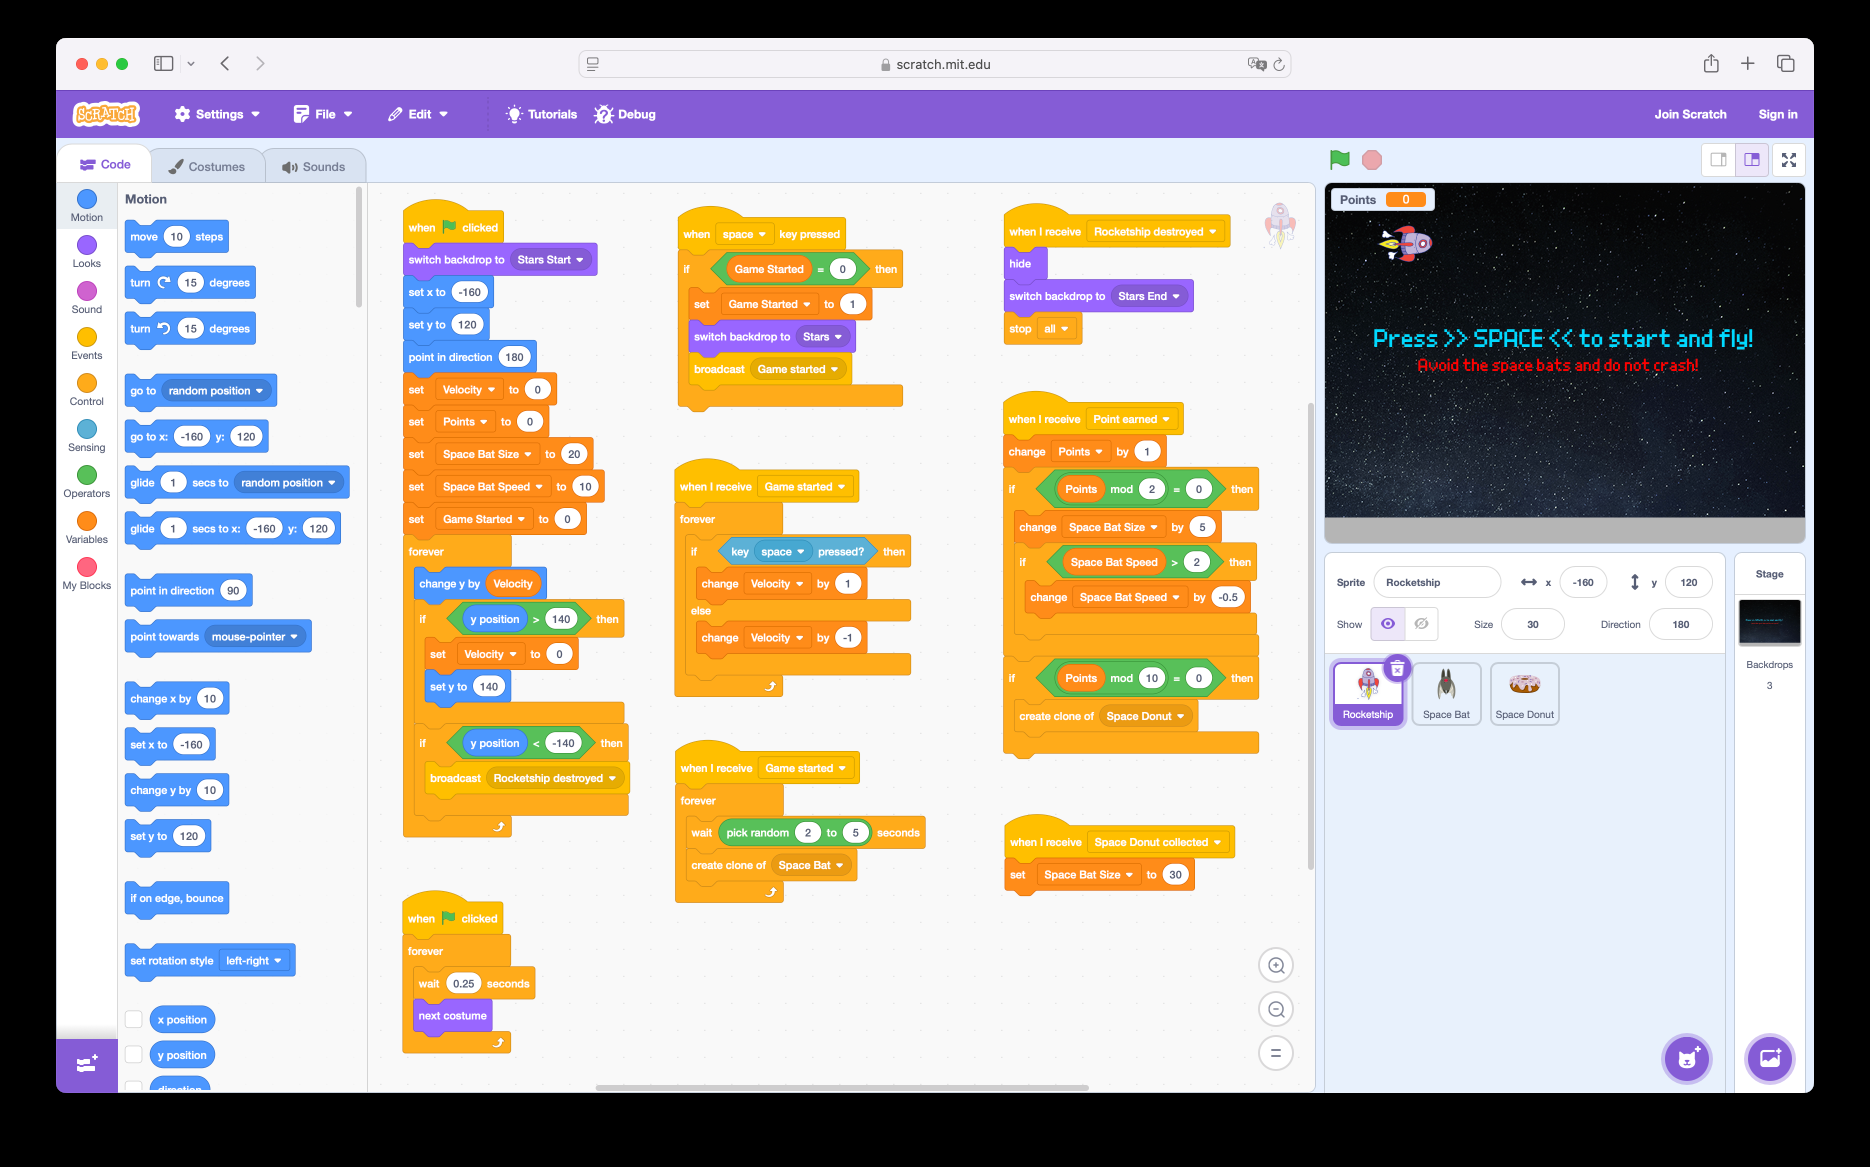 scratch.mit.edu
SCRATCH
Settings
File
Edit
Tutorials
Debug
Join Scratch
Sign in
Code
Costumes
Sounds
Motion
Looks
Sound
Events
Control
Sensing
Operators
Variables
My Blocks
Motion
move 10 steps
turn 15 degrees
turn 15 degrees
go to random position
go to x: -160 y: 120
glide 1 secs to random position
glide 1 secs to x: -160 y: 120
point in direction 90
point towards mouse-pointer
change x by 10
set x to -160
change y by 10
set y to 120
if on edge, bounce
set rotation style left-right
x position
y position
direction
when clicked
switch backdrop to Stars Start
set x to -160
set y to 120
point in direction 180
set Velocity to 0
set Points to 0
set Space Bat Size to 20
set Space Bat Speed to 10
set Game Started to 0
forever
change y by Velocity
if y position > 140 then
set Velocity to 0
set y to 140
if y position < -140 then
broadcast Rocketship destroyed
when clicked
forever
wait 0.25 seconds
next costume
when space key pressed
if Game Started = 0 then
set Game Started to 1
switch backdrop to Stars
broadcast Game started
when I receive Game started
forever
if key space pressed? then
change Velocity by 1
else
change Velocity by -1
when I receive Game started
forever
wait pick random 2 to 5 seconds
create clone of Space Bat
when I receive Rocketship destroyed
hide
switch backdrop to Stars End
stop all
when I receive Point earned
change Points by 1
if Points mod 2 = 0 then
change Space Bat Size by 5
if Space Bat Speed > 2 then
change Space Bat Speed by -0.5
if Points mod 10 = 0 then
create clone of Space Donut
when I receive Space Donut collected
set Space Bat Size to 30
Points 0
Press >> SPACE << to start and fly!
Avoid the space bats and do not crash!
Sprite Rocketship x -160 y 120
Show Size 30 Direction 180
Rocketship
Space Bat
Space Donut
Stage
Backdrops
3